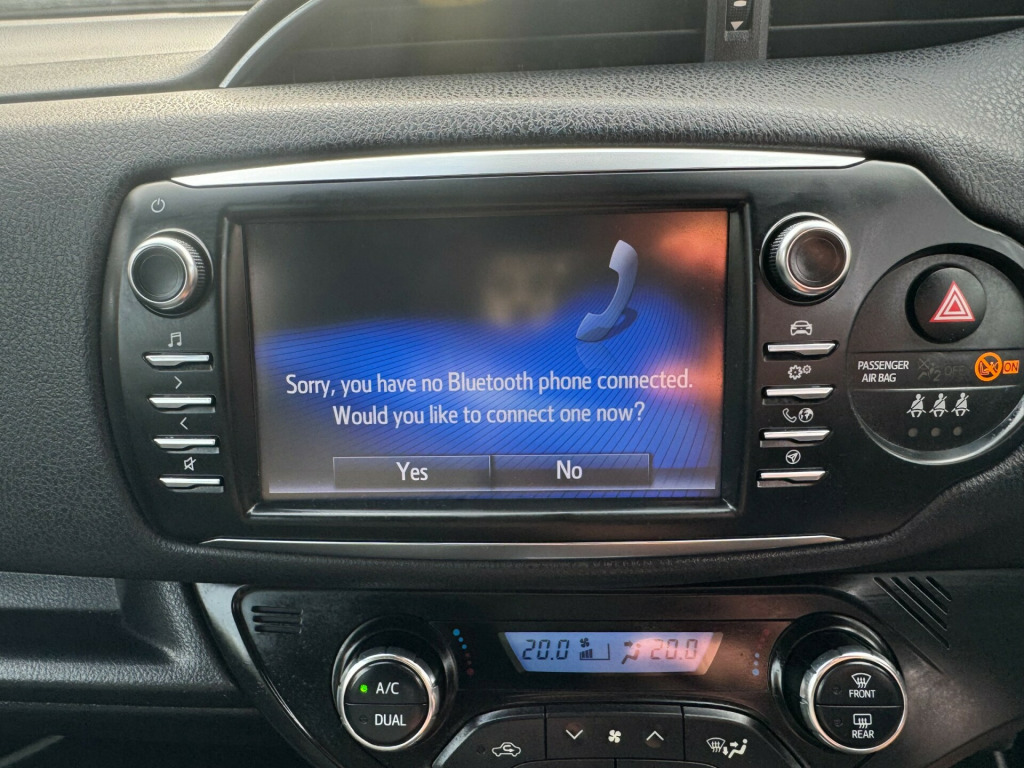 Sorry, you have no Bluetooth phone connected.
Would you like to connect one now?
Yes
No
PASSENGER
AIR BAG
2 OFF
ON
20.0
20.0
A/C
DUAL
FRONT
REAR